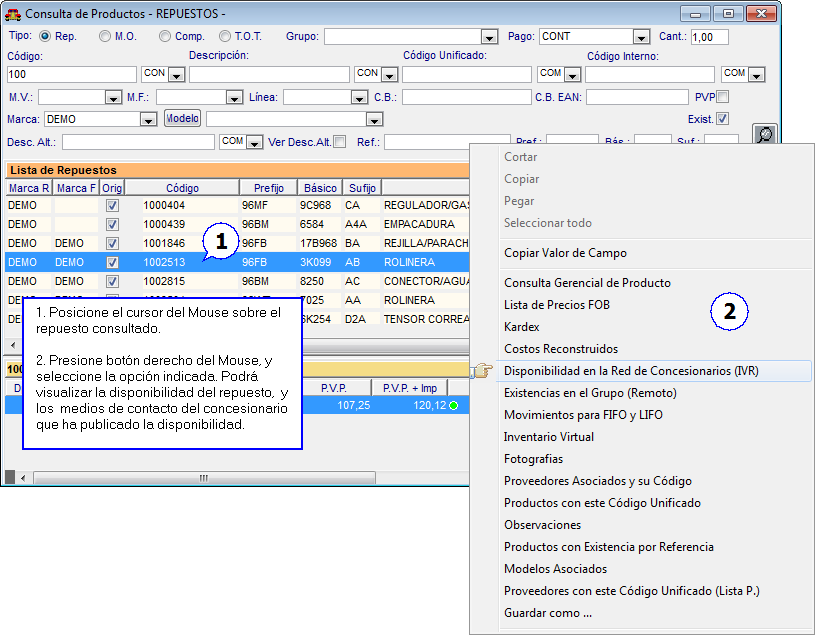 Consulta de Productos - REPUESTOS -
Tipo: Rep. M.O. Comp. T.O.T. Grupo: Pago: CONT Cant.: 1,00
Código: Descripción: Código Unificado: Código Interno:
100 CON CON COM COM
M.V.: M.F.: Línea: C.B.: C.B. EAN: PVP
Marca: DEMO Modelo Exist.
Desc. Alt.: COM Ver Desc.Alt. Ref.: Pref.: Bás.: Suf.:
Lista de Repuestos
Marca R Marca F Orig Código Prefijo Básico Sufijo
DEMO 1000404 96MF 9C968 CA REGULADOR/GAS
DEMO 1000439 96BM 6584 A4A EMPACADURA
DEMO DEMO 1001846 96FB 17B968 BA REJILLA/PARACH
DEMO DEMO 1002513 96FB 3K099 AB ROLINERA
DEMO DEMO 1002815 96BM 8250 AC CONECTOR/AGUA
7025 AA ROLINERA
6K254 D2A TENSOR CORREA
1
1. Posicione el cursor del Mouse sobre el
repuesto consultado.
2. Presione botón derecho del Mouse, y
seleccione la opción indicada. Podrá
visualizar la disponibilidad del repuesto, y
los medios de contacto del concesionario
que ha publicado la disponibilidad.
P.V.P. P.V.P. + Imp
107,25 120,12
Cortar
Copiar
Pegar
Seleccionar todo
Copiar Valor de Campo
Consulta Gerencial de Producto
Lista de Precios FOB
2
Kardex
Costos Reconstruidos
Disponibilidad en la Red de Concesionarios (IVR)
Existencias en el Grupo (Remoto)
Movimientos para FIFO y LIFO
Inventario Virtual
Fotografias
Proveedores Asociados y su Código
Productos con este Código Unificado
Observaciones
Productos con Existencia por Referencia
Modelos Asociados
Proveedores con este Código Unificado (Lista P.)
Guardar como ...